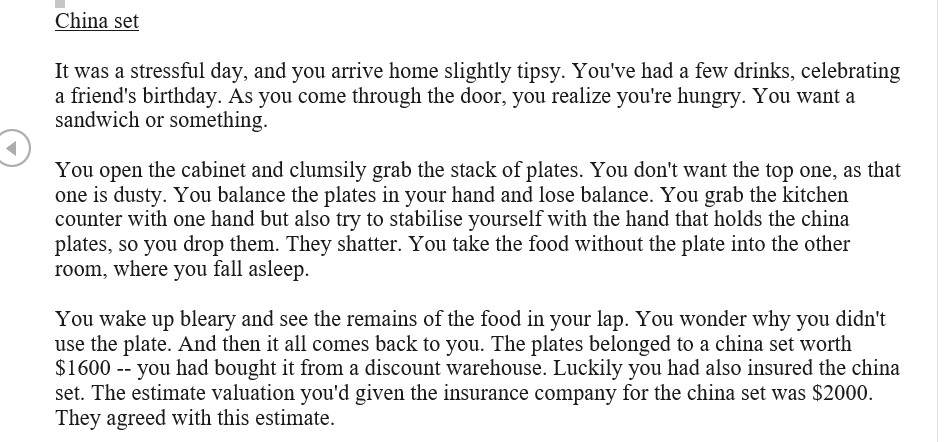 China set
It was a stressful day, and you arrive home slightly tipsy. You've had a few drinks, celebrating
a friend's birthday. As you come through the door, you realize you're hungry. You want a
sandwich or something.
You open the cabinet and clumsily grab the stack of plates. You don't want the top one, as that
one is dusty. You balance the plates in your hand and lose balance. You grab the kitchen
counter with one hand but also try to stabilise yourself with the hand that holds the china
plates, so you drop them. They shatter. You take the food without the plate into the other
room, where you fall asleep.
You wake up bleary and see the remains of the food in your lap. You wonder why you didn't
use the plate. And then it all comes back to you. The plates belonged to a china set worth
$1600 -- you had bought it from a discount warehouse. Luckily you had also insured the china
set. The estimate valuation you'd given the insurance company for the china set was $2000.
They agreed with this estimate.